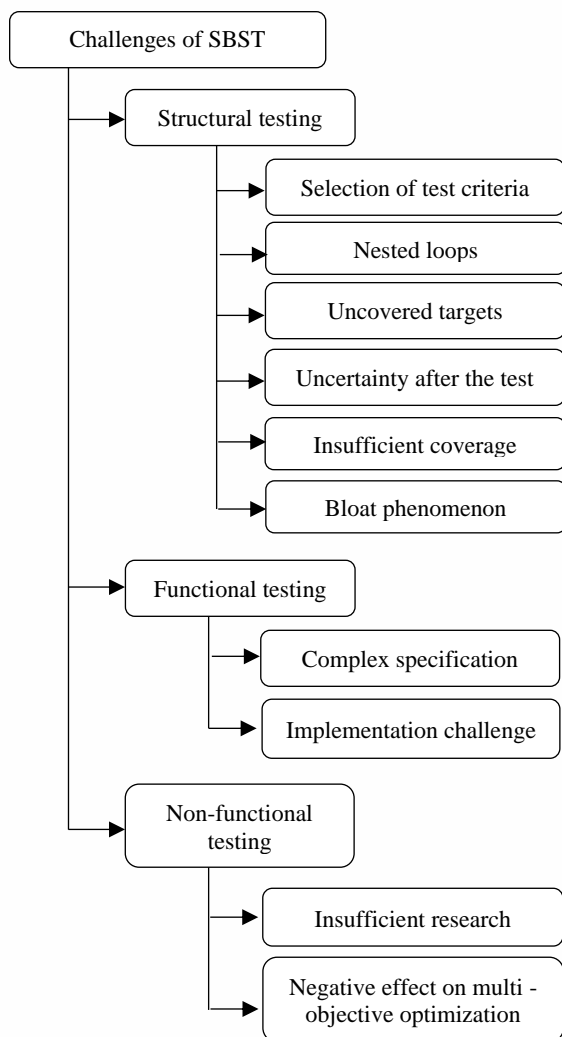 Challenges of SBST
Structural testing
Selection of test criteria
Nested loops
Uncovered targets
Uncertainty after the test
Insufficient coverage
Bloat phenomenon
Functional testing
Complex specification
Implementation challenge
Non-functional
testing
Insufficient research
Negative effect on multi -
objective optimization